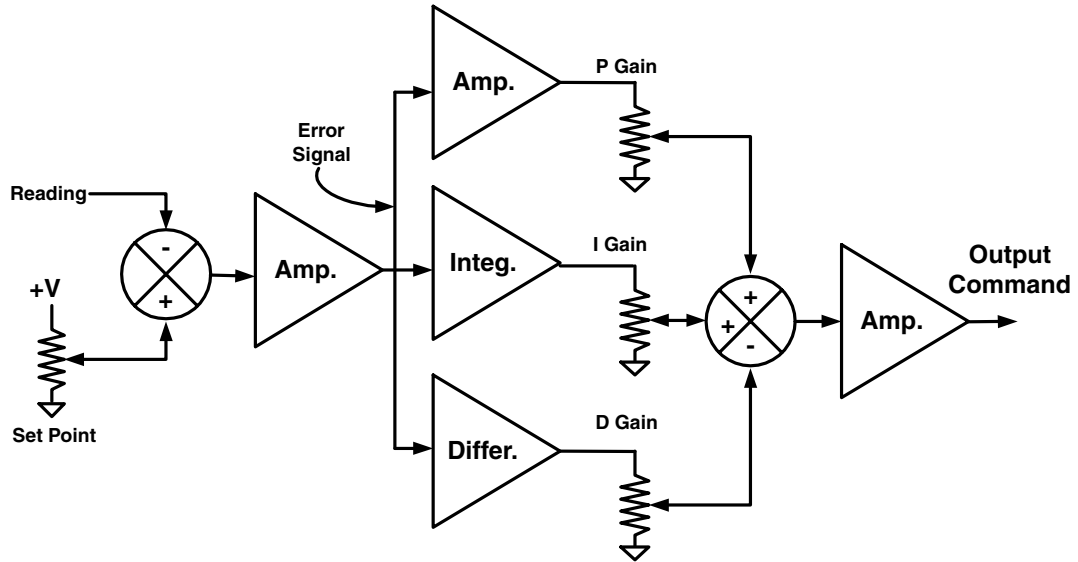 P Gain
Amp.
Error
Signal
Reading
-
+
+V
Set Point
Amp.
Integ.
I Gain
+
+
-
Amp.
Output
Command
Differ.
D Gain